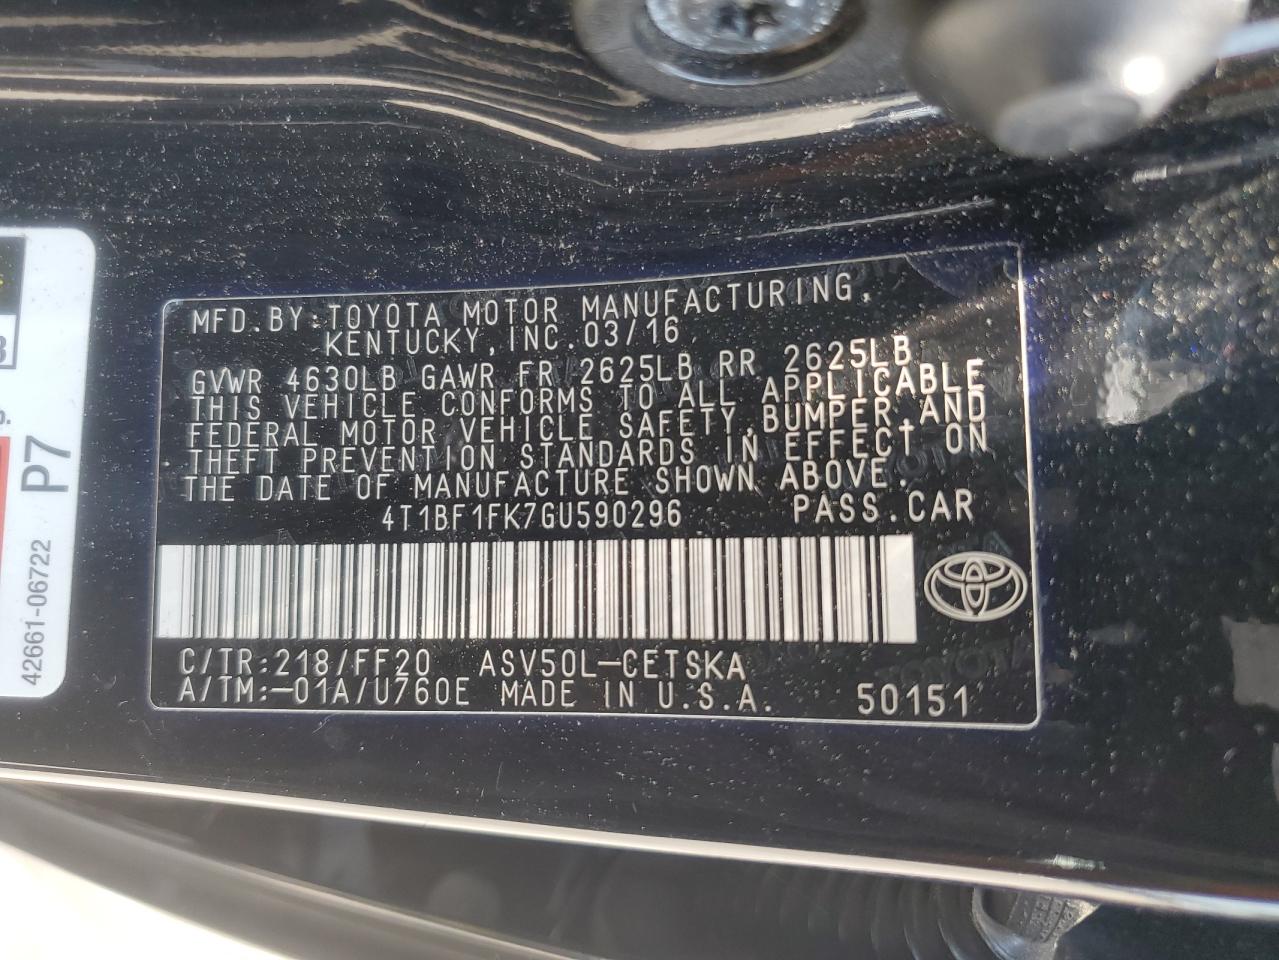 MFD.BY:TOYOTA MOTOR MANUFACTURING,
KENTUCKY,INC.03/16
GVWR 4630LB GAWR FR 2625LB RR 2625LB
THIS VEHICLE CONFORMS TO ALL APPLICABLE
FEDERAL MOTOR VEHICLE SAFETY,BUMPER,AND
THEFT PREVENTION STANDARDS IN EFFECT ON
THE DATE OF MANUFACTURE SHOWN ABOVE.
4T1BF1FK7GU590296 PASS.CAR
C/TR:218/FF20 ASV50L-CETSKA
A/TM:-01A/U760E MADE IN U.S.A. 50151
42661-06722 P7